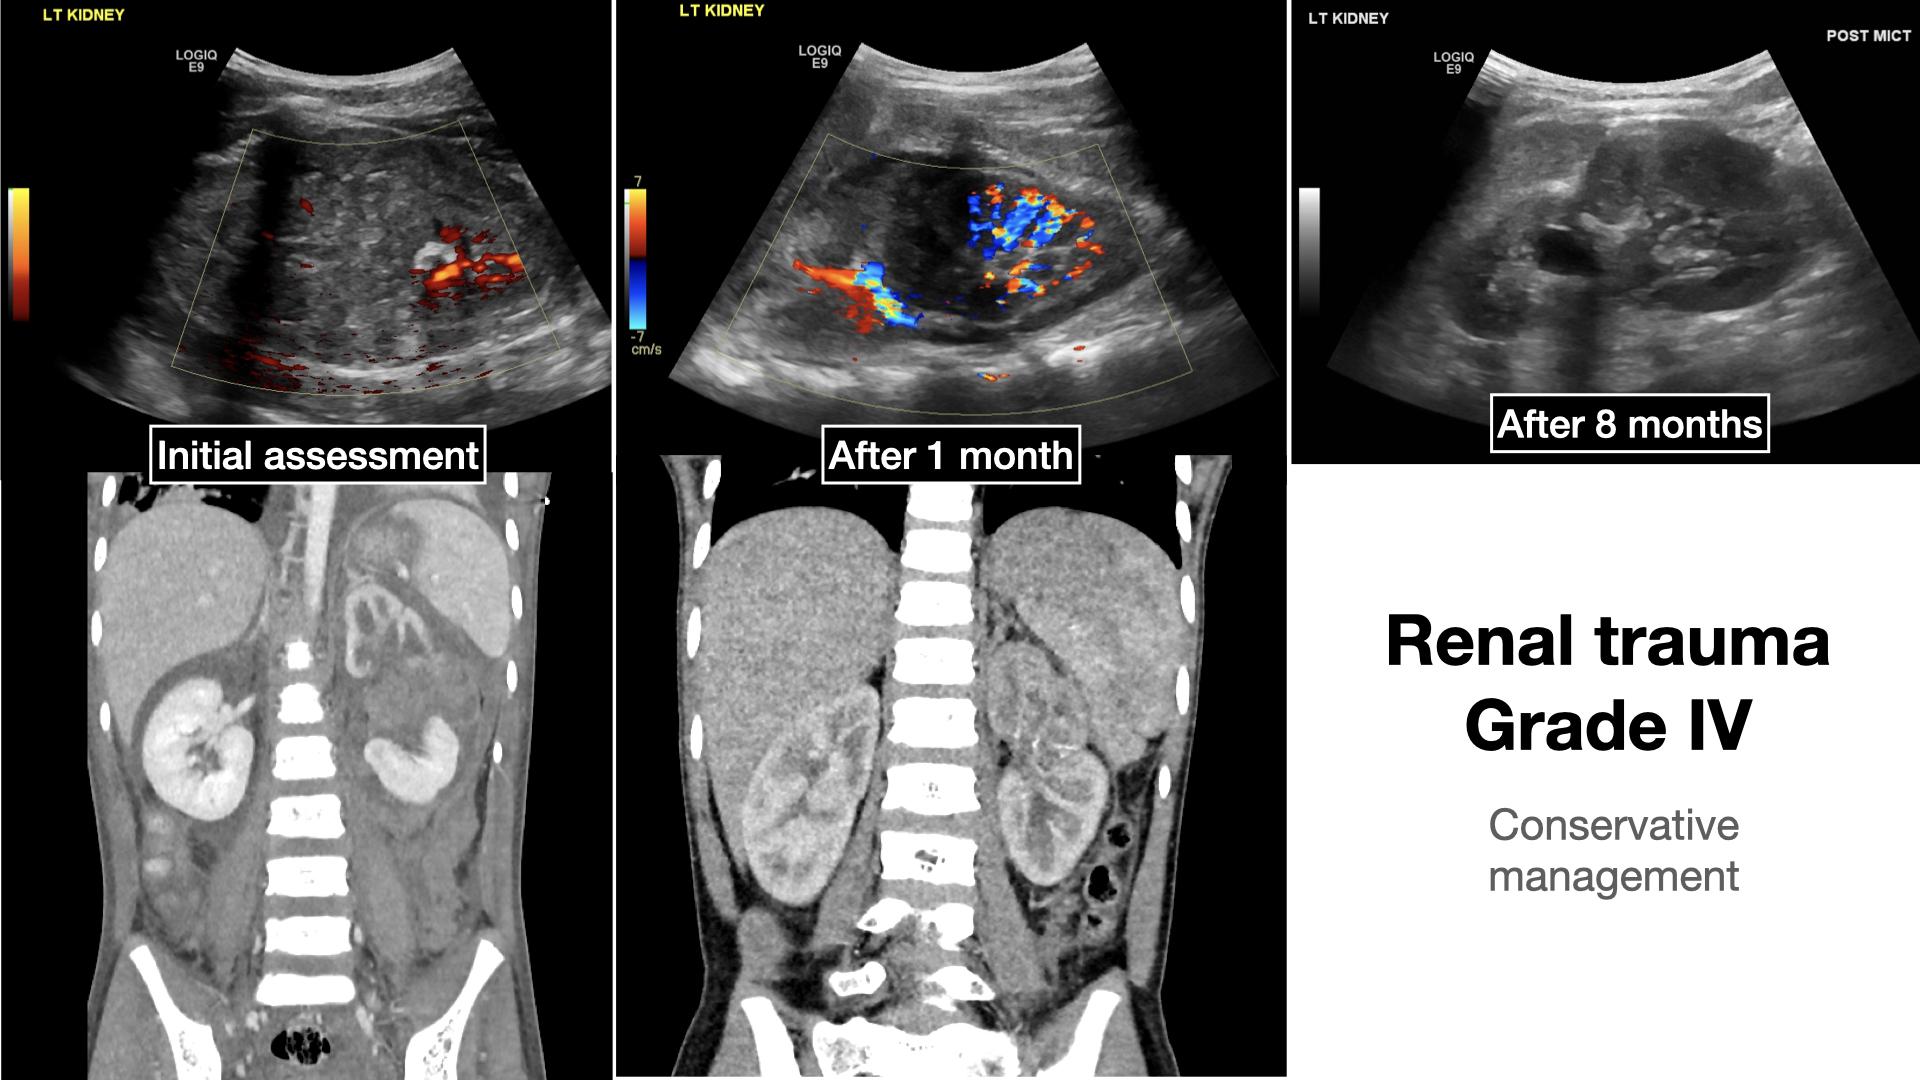 LT KIDNEY
LOGIQ
E9
Initial assessment
LT KIDNEY
LOGIQ
E9
7
-7
cm/s
After 1 month
LT KIDNEY
POST MICT
LOGIQ
E9
After 8 months
Renal trauma
Grade IV
Conservative
management